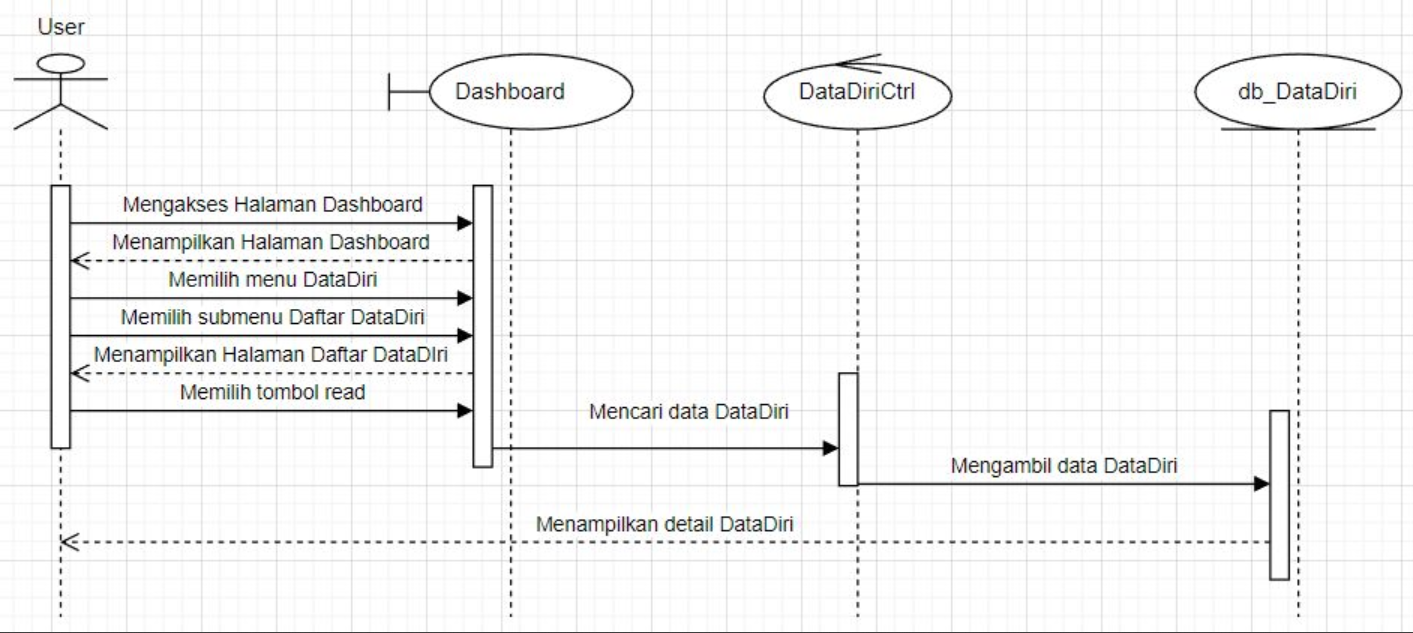 User
Dashboard
DataDiriCtrl
db_DataDiri
Mengakses Halaman Dashboard
Menampilkan Halaman Dashboard
Memilih menu DataDiri
Memilih submenu Daftar DataDiri
Menampilkan Halaman Daftar DataDIri
Memilih tombol read
Mencari data DataDiri
Mengambil data DataDiri
Menampilkan detail DataDiri